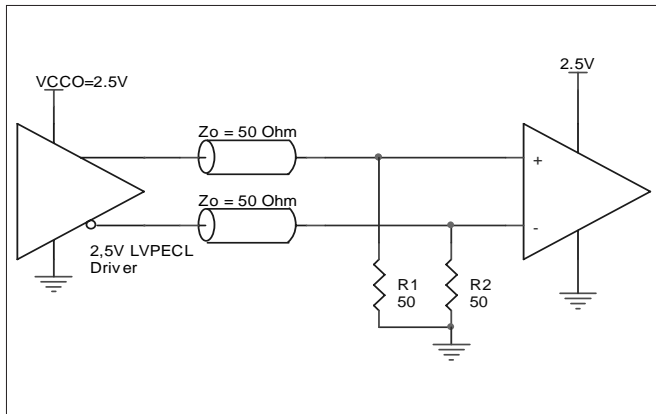 VCCO=2.5V
2.5V
Zo = 50 Ohm
+
Zo = 50 Ohm
-
2,5V LVPECL
Driver
R1
50
R2
50